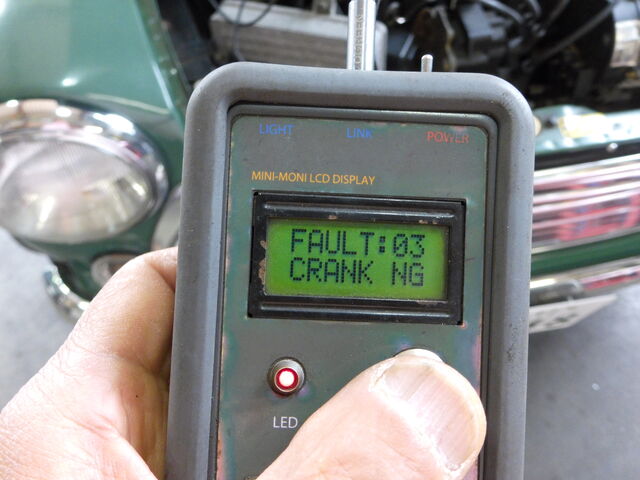 LIGHT LINK POWER
MINI-MONI LCD DISPLAY
FAULT:03
CRANK NG
LED